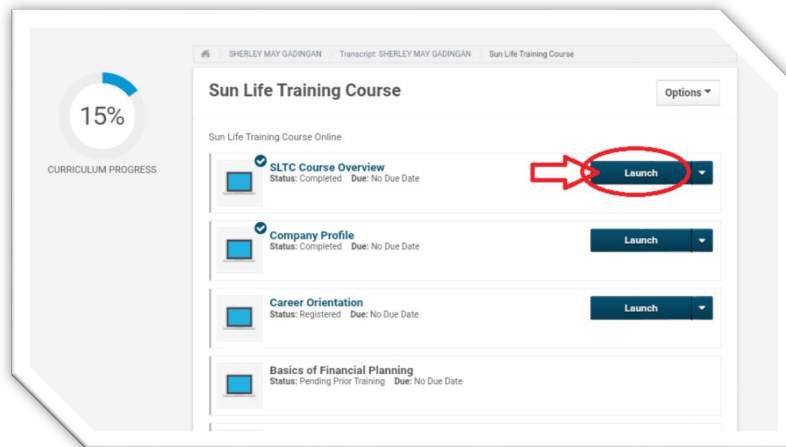 SHERLEY MAY GADINGAN Transcript: SHERLEY MAY GADINGAN Sun Life Training Course
Sun Life Training Course
Options
15%
CURRICULUM PROGRESS
Sun Life Training Course Online
SLTC Course Overview
Status: Completed Due: No Due Date
Launch
Company Profile
Status: Completed Due: No Due Date
Launch
Career Orientation
Status: Registered Due: No Due Date
Launch
Basics of Financial Planning
Status: Pending Prior Training Due: No Due Date